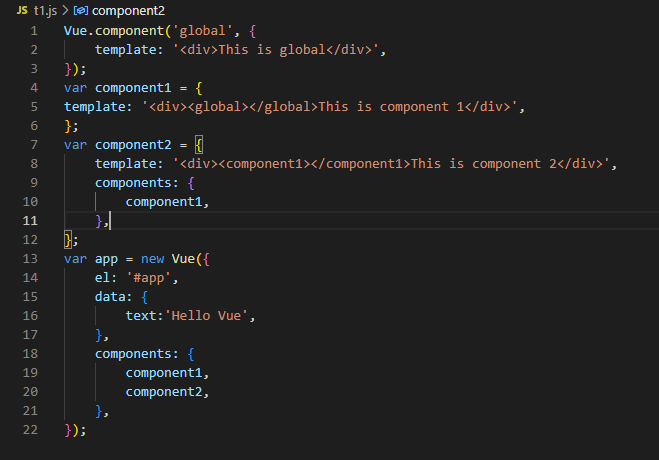 JS t1.js > component2
1 Vue.component('global', {
2     template: '<div>This is global</div>',
3 });
4 var component1 = {
5 template: '<div><global></global>This is component 1</div>',
6 };
7 var component2 = {
8     template: '<div><component1></component1>This is component 2</div>',
9     components: {
10         component1,
11     },
12 };
13 var app = new Vue({
14     el: '#app',
15     data: {
16         text:'Hello Vue',
17     },
18     components: {
19         component1,
20         component2,
21     },
22 });